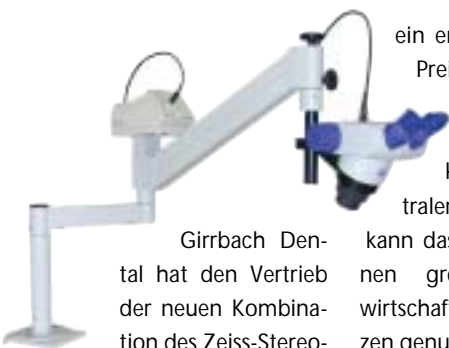 Girrbach Den-
tal hat den Vertrieb
der neuen Kombina-
tion des Zeiss-Stereo-
ein er
Prei
tralen
kann das
nen gro
wirtschaf
zen genu